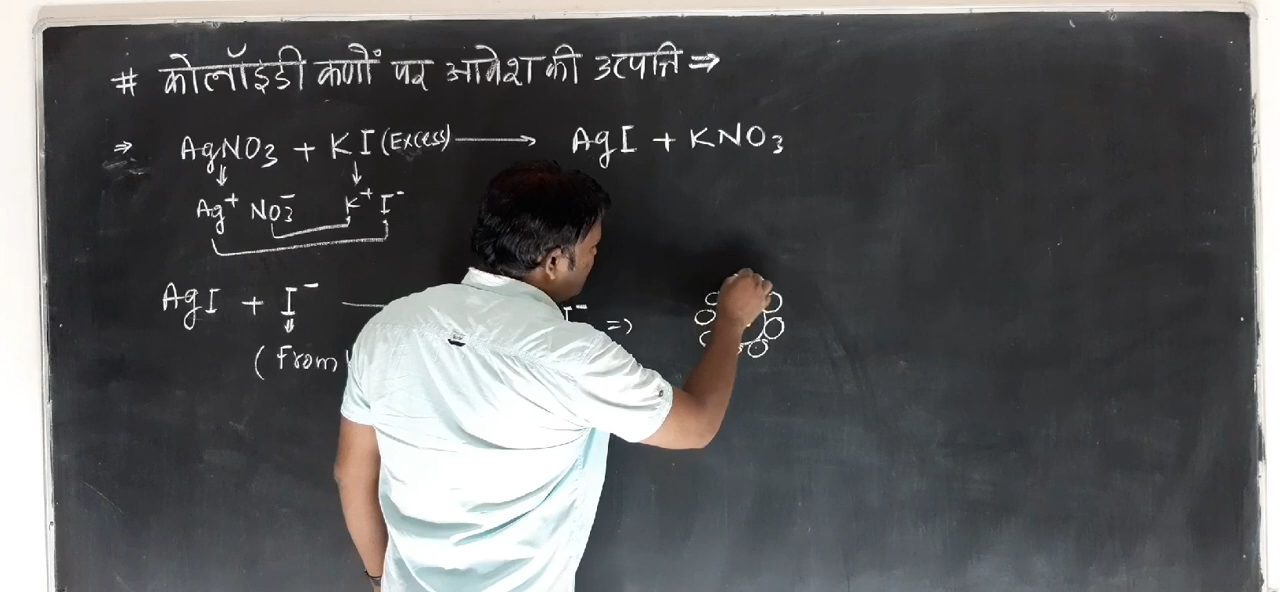 # कोलॉइडी कणों पर आवेश की उत्पत्ति ⇒
⇒ AgNO₃ + KI (Excess) ⟶ AgI + KNO₃
⇓ ↓
Ag⁺ NO₃⁻ K⁺ I⁻
AgI + I⁻ — I⁻ ⇒
⇓
(From